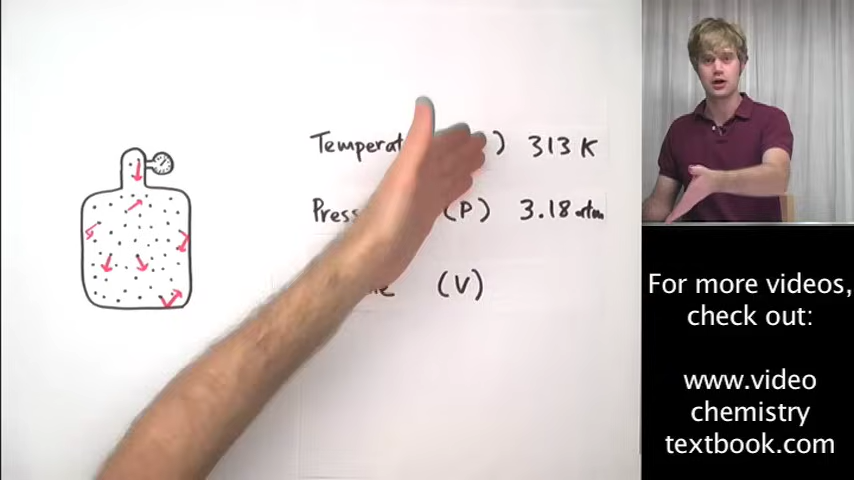 Temperat ) 313 K
Press (P) 3.18 atm
(V)
For more videos,
check out:
www.video
chemistry
textbook.com